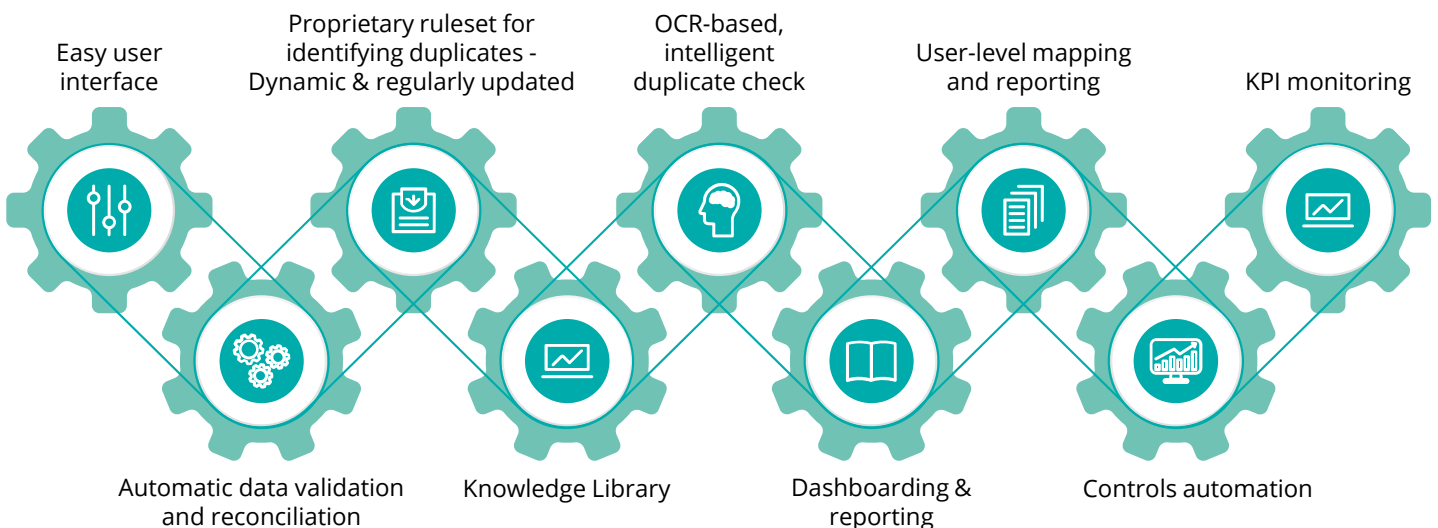 Easy user
interface
Proprietary ruleset for
identifying duplicates -
Dynamic & regularly updated
OCR-based,
intelligent
duplicate check
User-level mapping
and reporting
KPI monitoring
Automatic data validation
and reconciliation
Knowledge Library
Dashboarding &
reporting
Controls automation